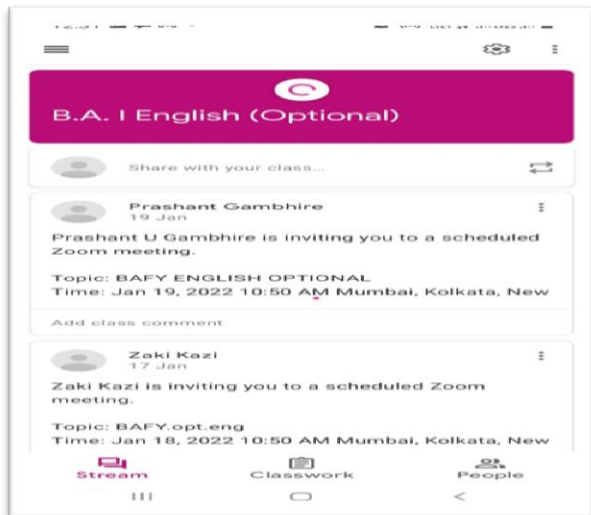 B.A. I English (Optional)
Share with your class...
Prashant Gambhire
19 Jan
Prashant U Gambhire is inviting you to a scheduled
Zoom meeting.
Topic: BAFY ENGLISH OPTIONAL
Time: Jan 19, 2022 10:50 AM Mumbai, Kolkata, New
Add class comment
Zaki Kazi
17 Jan
Zaki Kazi is inviting you to a scheduled Zoom
meeting.
Topic: BAFY.opt.eng
Time: Jan 18, 2022 10:50 AM Mumbai, Kolkata, New
Stream Classwork People